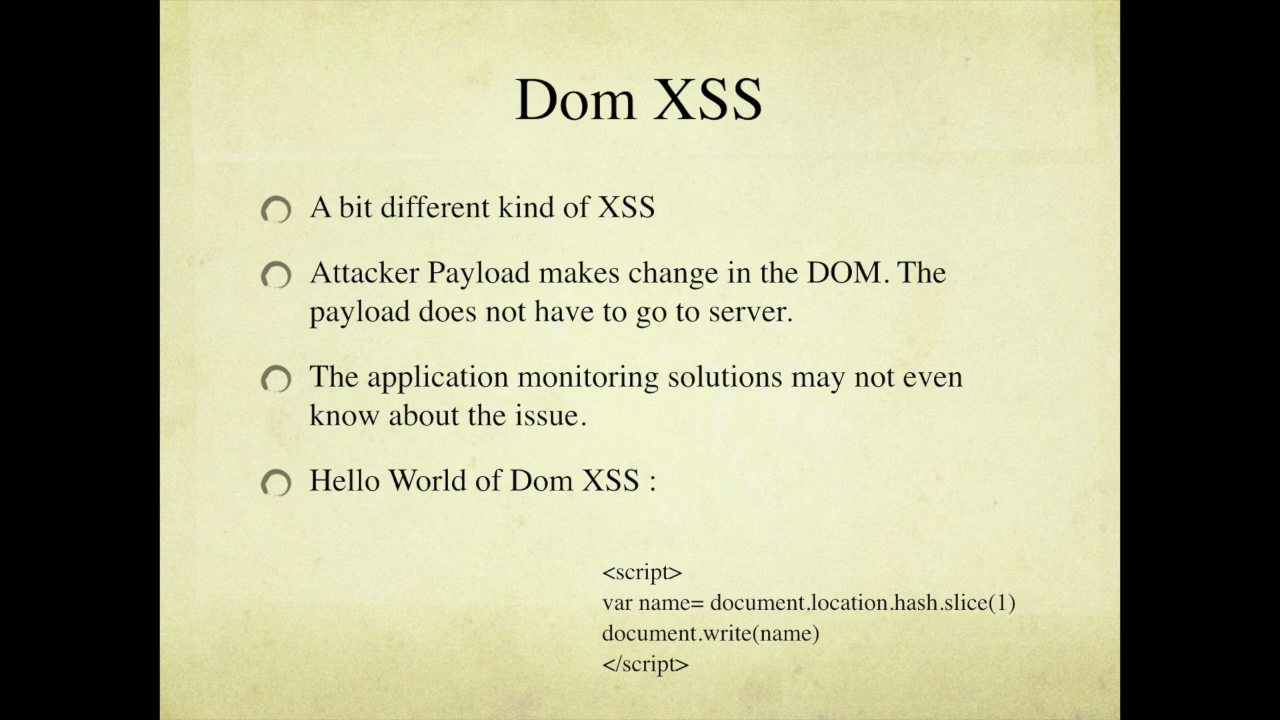 Dom XSS
A bit different kind of XSS
Attacker Payload makes change in the DOM. The
payload does not have to go to server.
The application monitoring solutions may not even
know about the issue.
Hello World of Dom XSS :
<script>
var name= document.location.hash.slice(1)
document.write(name)
</script>